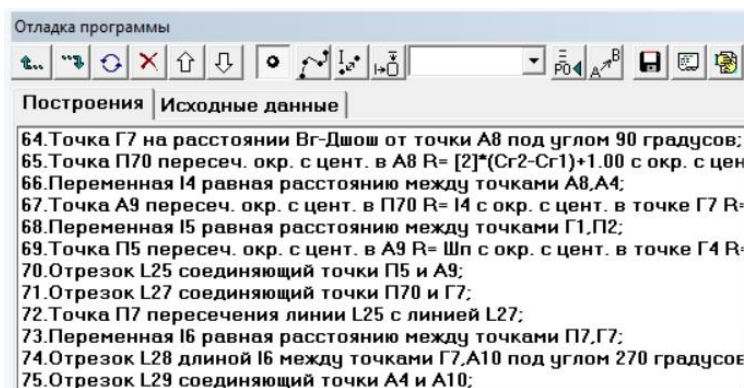 Отладка программы
P0 A B
Построения Исходные данные
64.Точка Г7 на расстоянии Вг-Дшош от точки А8 под углом 90 градусов;
65.Точка П70 пересеч. окр. с цент. в А8 R= [2]*(Сг2-Сг1)+1.00 с окр. с цен
66.Переменная I4 равная расстоянию между точками А8,А4;
67.Точка А9 пересеч. окр. с цент. в П70 R= I4 с окр. с цент. в точке Г7 R=
68.Переменная I5 равная расстоянию между точками Г1,П2;
69.Точка П5 пересеч. окр. с цент. в А9 R= Шп с окр. с цент. в точке Г4 R=
70.Отрезок L25 соединяющий точки П5 и А9;
71.Отрезок L27 соединяющий точки П70 и Г7;
72.Точка П7 пересечения линии L25 с линией L27;
73.Переменная I6 равная расстоянию между точками П7,Г7;
74.Отрезок L28 длиной I6 между точками Г7,А10 под углом 270 градусов
75.Отрезок L29 соединяющий точки А4 и А10;